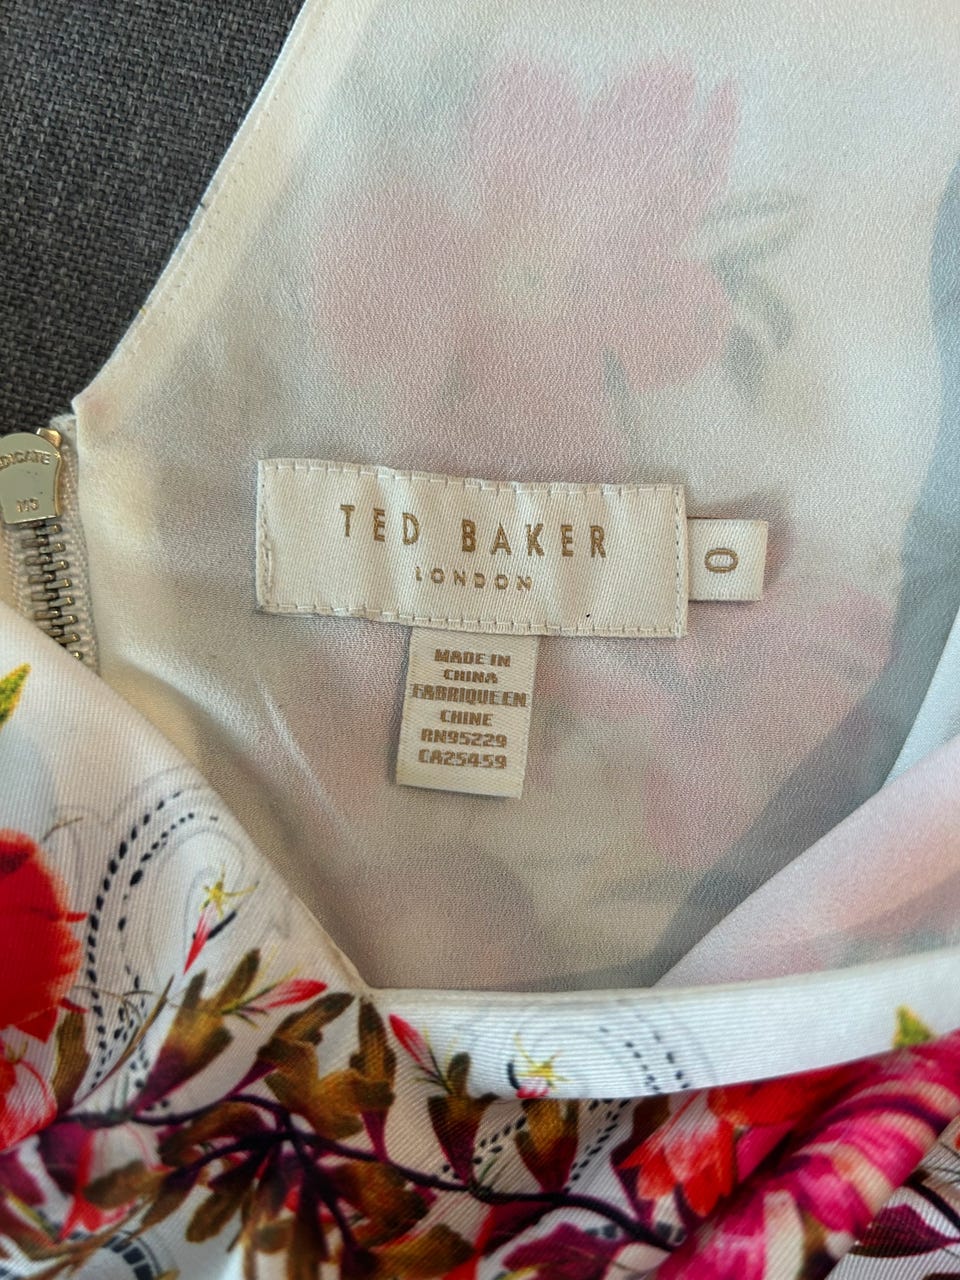 TED BAKER
LONDON
0
MADE IN
CHINA
FABRIQUE EN
CHINE
RN95229
CA25459